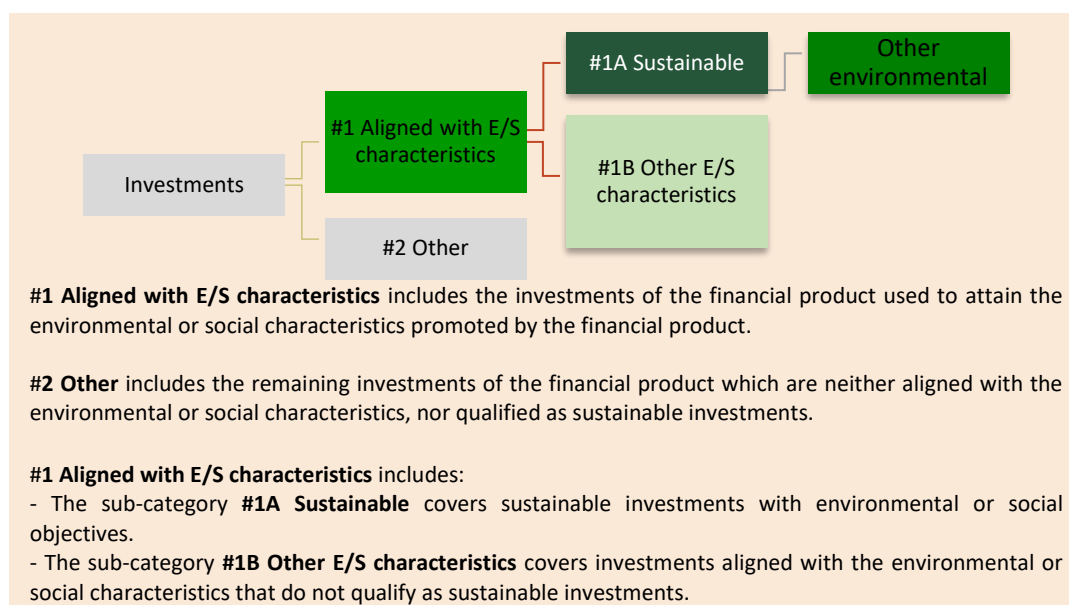 #1A Sustainable
Other
environmental
#1 Aligned with E/S
characteristics
#1B Other E/S
characteristics
Investments
#2 Other
#1 Aligned with E/S characteristics includes the investments of the financial product used to attain the
environmental or social characteristics promoted by the financial product.
#2 Other includes the remaining investments of the financial product which are neither aligned with the
environmental or social characteristics, nor qualified as sustainable investments.
#1 Aligned with E/S characteristics includes:
- The sub-category #1A Sustainable covers sustainable investments with environmental or social
objectives.
- The sub-category #1B Other E/S characteristics covers investments aligned with the environmental or
social characteristics that do not qualify as sustainable investments.